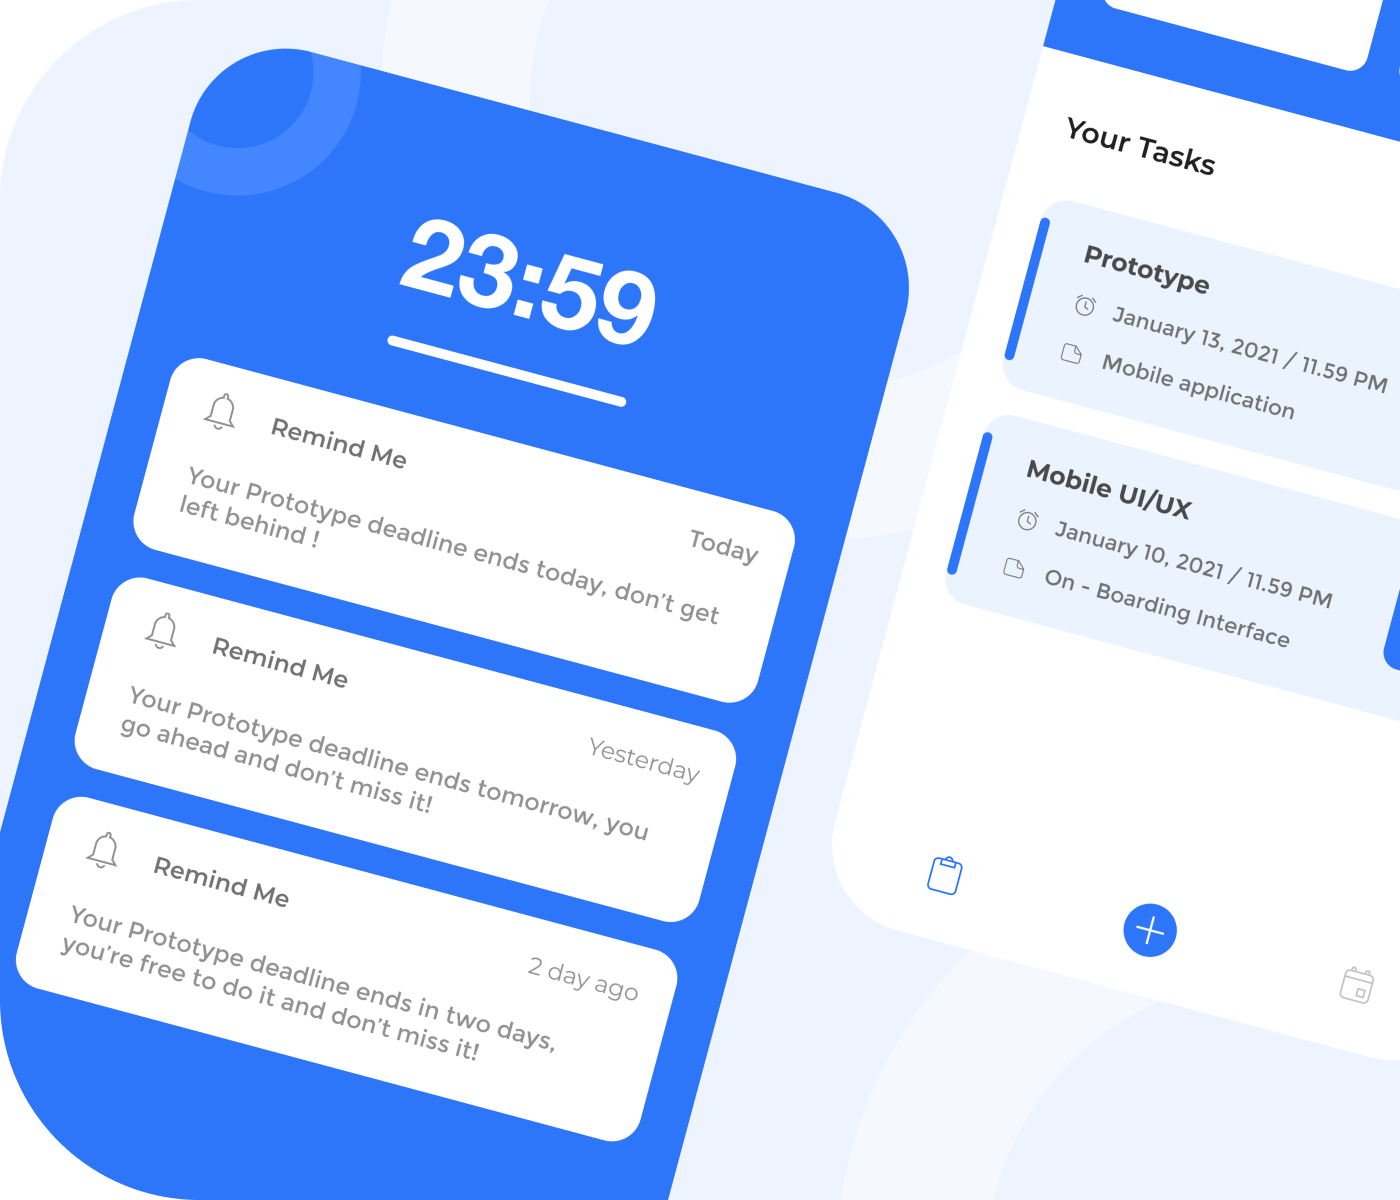 23:59
Remind Me
Today
Your Prototype deadline ends today, don't get
left behind !
Remind Me
Yesterday
Your Prototype deadline ends tomorrow, you
go ahead and don't miss it!
Remind Me
2 day ago
Your Prototype deadline ends in two days,
you're free to do it and don't miss it!
Your Tasks
Prototype
January 13, 2021 / 11.59 PM
Mobile application
Mobile UI/UX
January 10, 2021 / 11.59 PM
On - Boarding Interface